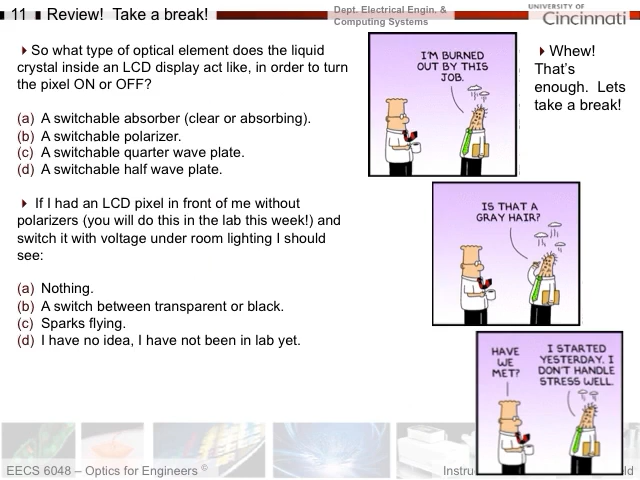 11 Review! Take a break!
Dept. Electrical Engin. &
Computing Systems
UNIVERSITY OF
Cincinnati
So what type of optical element does the liquid
crystal inside an LCD display act like, in order to turn
the pixel ON or OFF?
(a) A switchable absorber (clear or absorbing).
(b) A switchable polarizer.
(c) A switchable quarter wave plate.
(d) A switchable half wave plate.
If I had an LCD pixel in front of me without
polarizers (you will do this in the lab this week!) and
switch it with voltage under room lighting I should
see:
(a) Nothing.
(b) A switch between transparent or black.
(c) Sparks flying.
(d) I have no idea, I have not been in lab yet.
I'M BURNED
OUT BY THIS
JOB.
Whew!
That's
enough. Lets
take a break!
IS THAT A
GRAY HAIR?
HAVE
WE
MET?
I STARTED
YESTERDAY. I
DON'T HANDLE
STRESS WELL.
EECS 6048 – Optics for Engineers ©